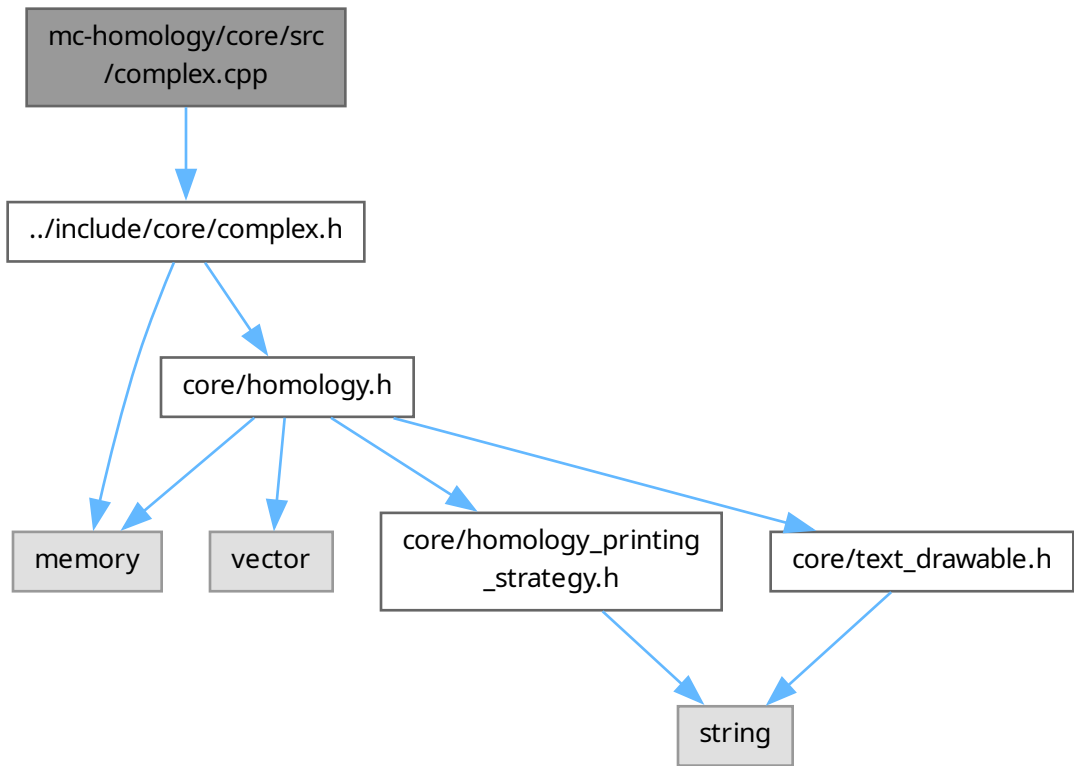 mc-homology/core/src
/complex.cpp
../include/core/complex.h
core/homology.h
memory
vector
core/homology_printing
_strategy.h
core/text_drawable.h
string